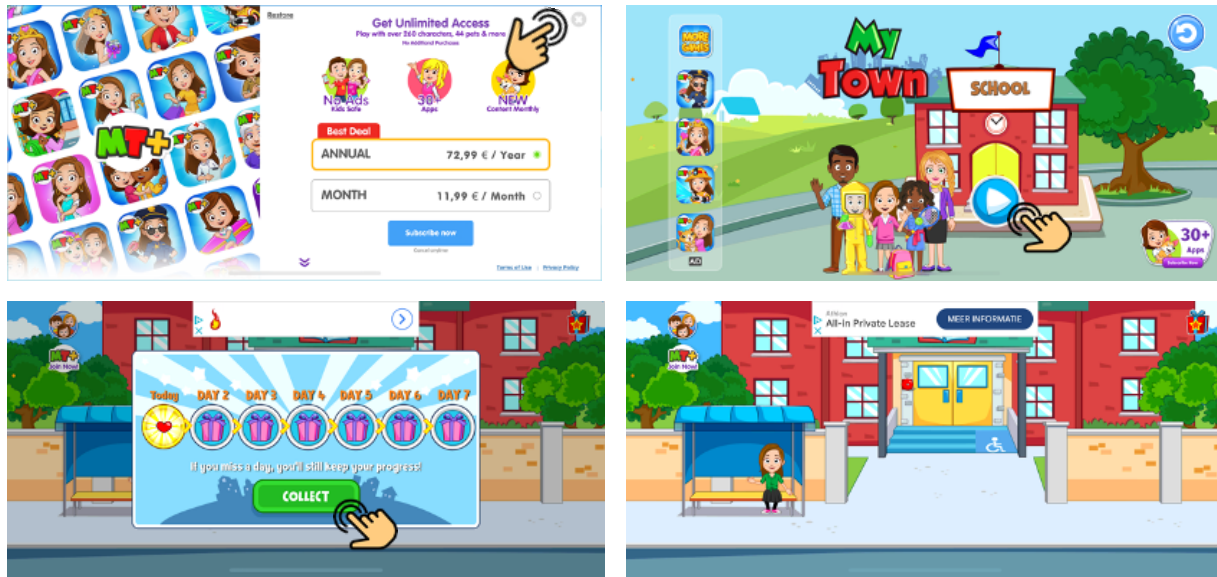 Restore
Get Unlimited Access
Play with over 260 characters, 44 pets & more
No Additional Purchases
No Ads
Kids Safe
30+
Apps
NEW
Content Monthly
MT+
Best Deal
ANNUAL 72,99 € / Year
MONTH 11,99 € / Month
Subscribe now
Cancel anytime
Terms of Use | Privacy Policy
MORE
GAMES
My
Town
SCHOOL
AD
30+
Apps
Subscribe Now
MT+
Join Now!
Today DAY 2 DAY 3 DAY 4 DAY 5 DAY 6 DAY 7
If you miss a day, you'll still keep your progress!
COLLECT
MT+
Join Now!
All-In Private Lease
MEER INFORMATIE